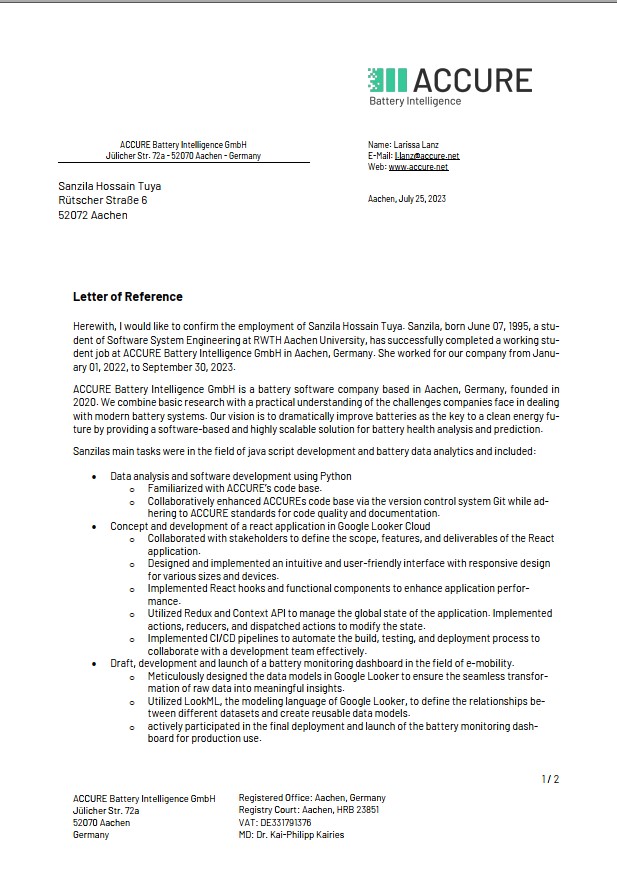 ACCURE
Battery Intelligence
ACCURE Battery Intelligence GmbH
Jülicher Str. 72a - 52070 Aachen - Germany
Name: Larissa Lanz
E-Mail: l.lanz@accure.net
Web: www.accure.net
Sanzila Hossain Tuya
Rütscher Straße 6
52072 Aachen
Aachen, July 25, 2023
Letter of Reference
Herewith, I would like to confirm the employment of Sanzila Hossain Tuya. Sanzila, born June 07, 1995, a stu-
dent of Software System Engineering at RWTH Aachen University, has successfully completed a working stu-
dent job at ACCURE Battery Intelligence GmbH in Aachen, Germany. She worked for our company from Janu-
ary 01, 2022, to September 30, 2023.
ACCURE Battery Intelligence GmbH is a battery software company based in Aachen, Germany, founded in
2020. We combine basic research with a practical understanding of the challenges companies face in dealing
with modern battery systems. Our vision is to dramatically improve batteries as the key to a clean energy fu-
ture by providing a software-based and highly scalable solution for battery health analysis and prediction.
Sanzilas main tasks were in the field of java script development and battery data analytics and included:
• Data analysis and software development using Python
o Familiarized with ACCURE's code base.
o Collaboratively enhanced ACCUREs code base via the version control system Git while ad-
hering to ACCURE standards for code quality and documentation.
• Concept and development of a react application in Google Looker Cloud
o Collaborated with stakeholders to define the scope, features, and deliverables of the React
application.
o Designed and implemented an intuitive and user-friendly interface with responsive design
for various sizes and devices.
o Implemented React hooks and functional components to enhance application perfor-
mance.
o Utilized Redux and Context API to manage the global state of the application. Implemented
actions, reducers, and dispatched actions to modify the state.
o Implemented CI/CD pipelines to automate the build, testing, and deployment process to
collaborate with a development team effectively.
• Draft, development and launch of a battery monitoring dashboard in the field of e-mobility.
o Meticulously designed the data models in Google Looker to ensure the seamless transfor-
mation of raw data into meaningful insights.
o Utilized LookML, the modeling language of Google Looker, to define the relationships be-
tween different datasets and create reusable data models.
o actively participated in the final deployment and launch of the battery monitoring dash-
board for production use.
1 / 2
ACCURE Battery Intelligence GmbH
Jülicher Str. 72a
52070 Aachen
Germany
Registered Office: Aachen, Germany
Registry Court: Aachen, HRB 23851
VAT: DE331791376
MD: Dr. Kai-Philipp Kairies